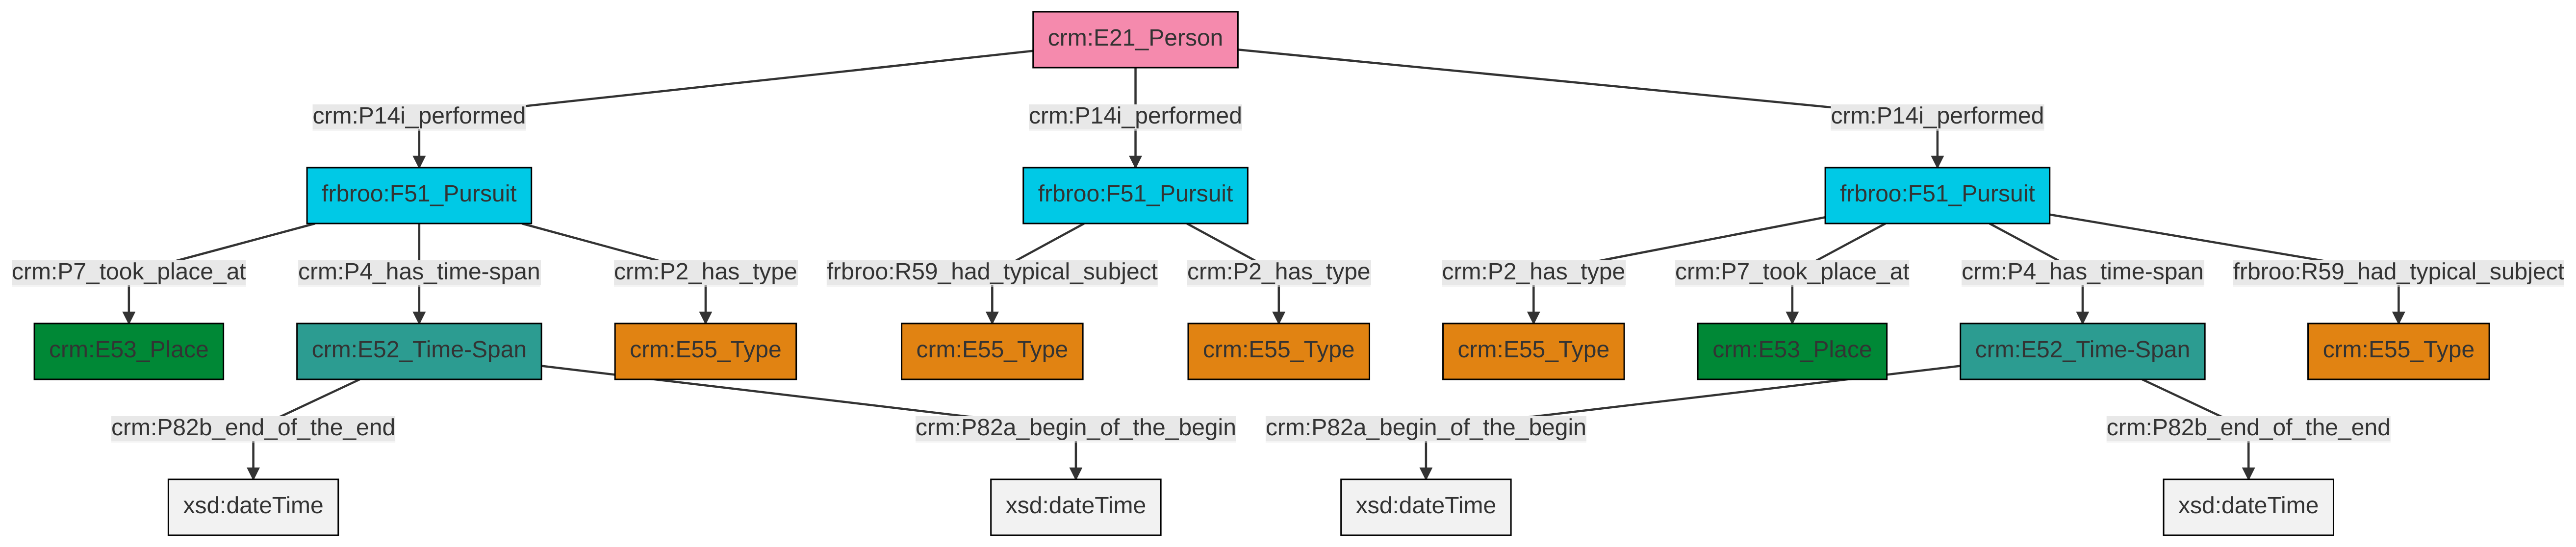 crm:E21_Person
crm:P14i_performed
crm:P14i_performed
crm:P14i_performed
frbroo:F51_Pursuit
frbroo:F51_Pursuit
frbroo:F51_Pursuit
crm:P7_took_place_at
crm:P4_has_time-span
crm:P2_has_type
frbroo:R59_had_typical_subject
crm:P2_has_type
crm:P2_has_type
crm:P7_took_place_at
crm:P4_has_time-span
frbroo:R59_had_typical_subject
crm:E53_Place
crm:E52_Time-Span
crm:E55_Type
crm:E55_Type
crm:E55_Type
crm:E55_Type
crm:E53_Place
crm:E52_Time-Span
crm:E55_Type
crm:P82b_end_of_the_end
crm:P82a_begin_of_the_begin
crm:P82a_begin_of_the_begin
crm:P82b_end_of_the_end
xsd:dateTime
xsd:dateTime
xsd:dateTime
xsd:dateTime